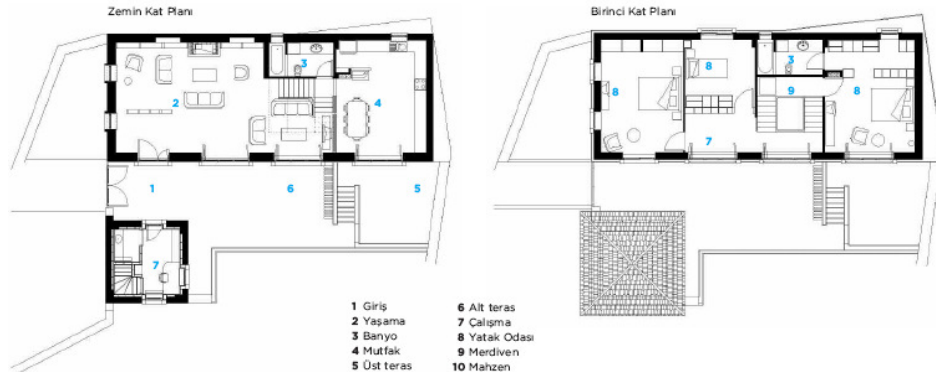 Zemin Kat Planı
3
2
4
1
6
5
7
Birinci Kat Planı
8
3
8
9
8
7
1 Giriş
2 Yaşama
3 Banyo
4 Mutfak
5 Üst teras
6 Alt teras
7 Çalışma
8 Yatak Odası
9 Merdiven
10 Mahzen